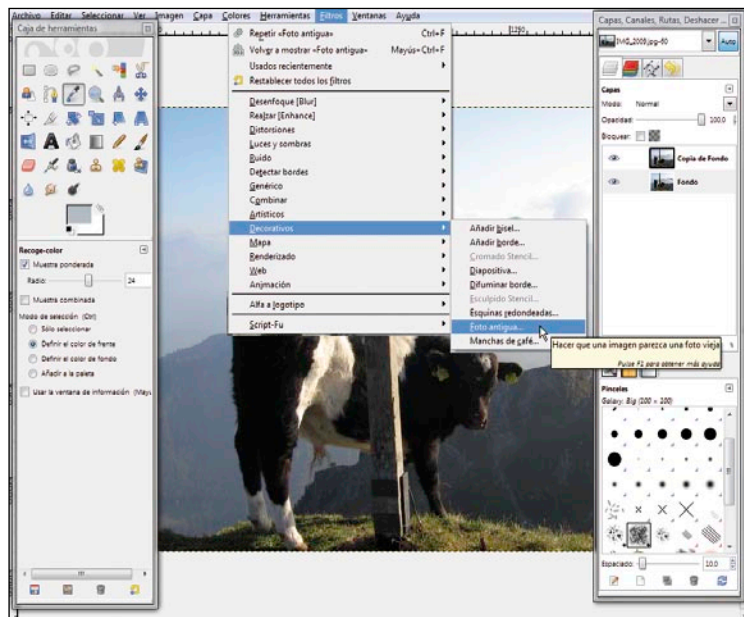 Archivo Editar Seleccionar Ver Imagen Capa Colores Herramientas Filtros Ventanas Ayuda
Caja de herramientas
Recoge-color
Muestra ponderada
Radio: 24
Muestra combinada
Modo de selección (Ctrl)
Sólo seleccionar
Definir el color de frente
Definir el color de fondo
Añadir a la paleta
Usar la ventana de información (Mayú
1250
Repetir «Foto antigua» Ctrl+F
Volver a mostrar «Foto antigua» Mayús+Ctrl+F
Usados recientemente
Restablecer todos los filtros
Desenfoque [Blur]
Realzar [Enhance]
Distorsiones
Luces y sombras
Ruido
Detectar bordes
Genérico
Combinar
Artísticos
Decorativos
Mapa
Renderizado
Web
Animación
Alfa a logotipo
Script-Fu
Añadir bisel...
Añadir borde...
Cromado Stencil...
Diapositiva...
Difuminar borde...
Esculpido Stencil...
Esquinas redondeadas...
Foto antigua...
Manchas de café...
Hacer que una imagen parezca una foto vieja
Pulse F1 para obtener más ayuda
Capas, Canales, Rutas, Deshacer ...
Auto
Capas
Modo: Normal
Opacidad: 100,0
Bloquear:
Copia de Fondo
Fondo
Pinceles
Galaxy, Big (200 × 200)
Espaciado: 10,0